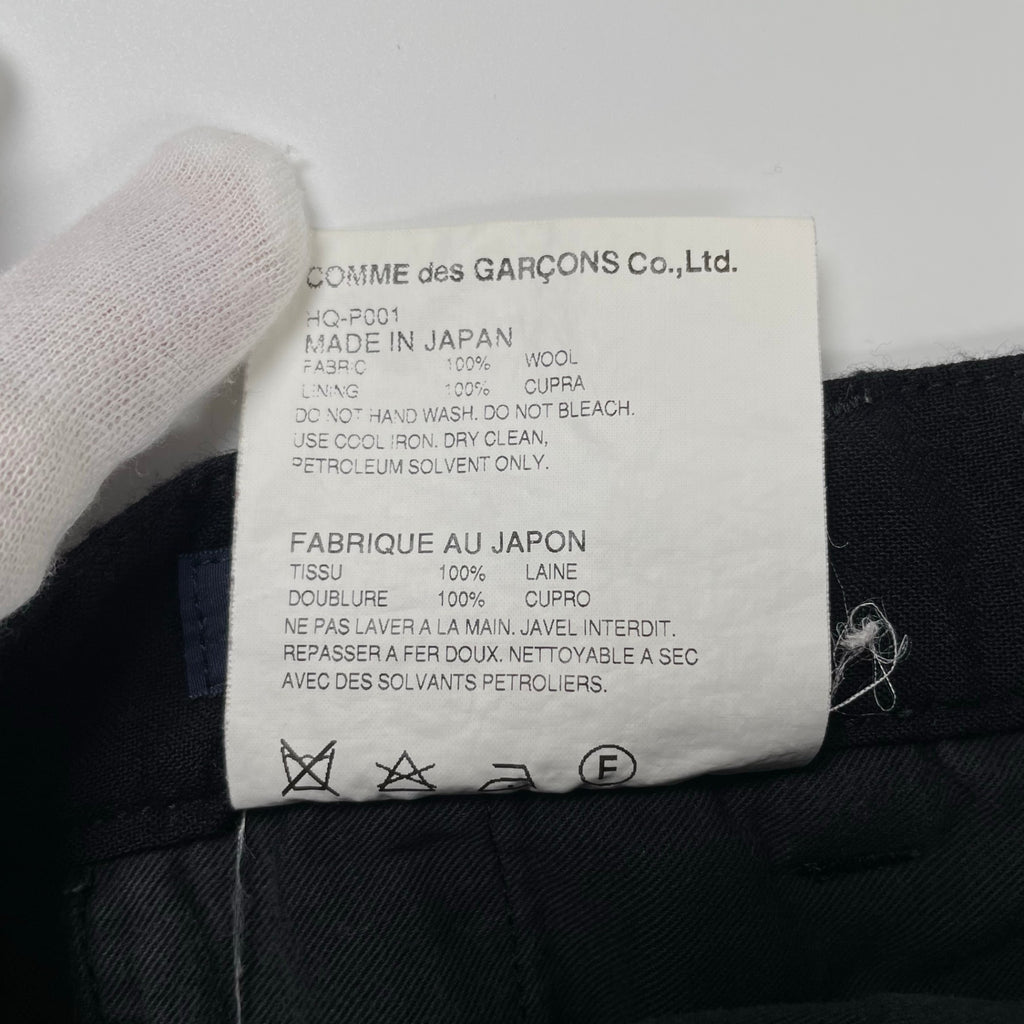 COMME des GARÇONS Co.,Ltd.
HQ-P001
MADE IN JAPAN
FABRIC 100% WOOL
LINING 100% CUPRA
DO NOT HAND WASH. DO NOT BLEACH.
USE COOL IRON. DRY CLEAN,
PETROLEUM SOLVENT ONLY.
FABRIQUE AU JAPON
TISSU 100% LAINE
DOUBLURE 100% CUPRO
NE PAS LAVER A LA MAIN. JAVEL INTERDIT.
REPASSER A FER DOUX. NETTOYABLE A SEC
AVEC DES SOLVANTS PETROLIERS.
F